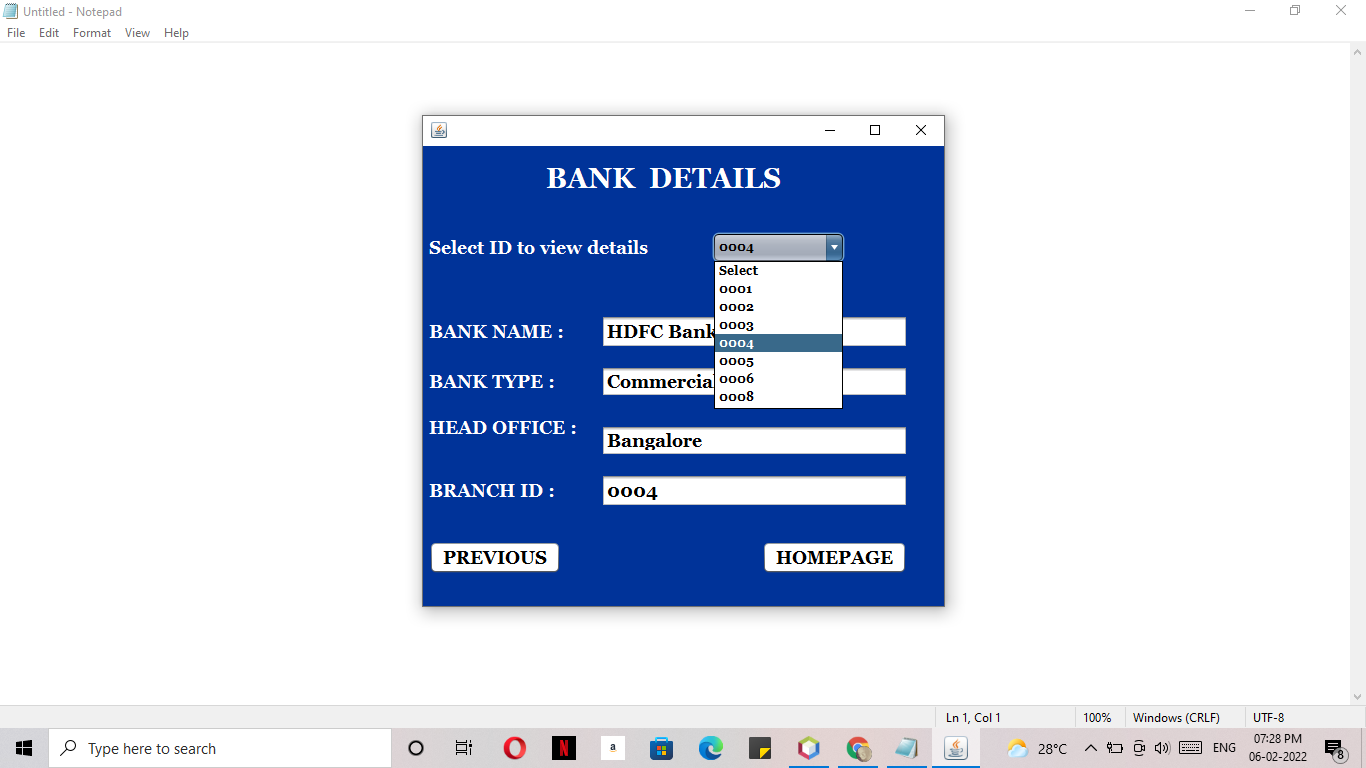 Untitled - Notepad
File Edit Format View Help
BANK DETAILS
Select ID to view details 0004
Select
0001
0002
0003
0004
0005
0006
0008
BANK NAME : HDFC Bank
BANK TYPE :
HEAD OFFICE : Bangalore
BRANCH ID : 0004
PREVIOUS HOMEPAGE
Ln 1, Col 1 100% Windows (CRLF) UTF-8
Type here to search N a 28°C ENG 07:28 PM
06-02-2022 8